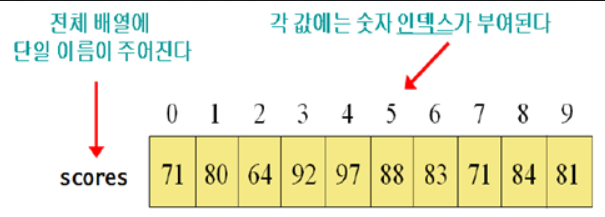 전체 배열에
단일 이름이 주어진다
각 값에는 숫자 인덱스가 부여된다
0 1 2 3 4 5 6 7 8 9
scores 71 80 64 92 97 88 83 71 84 81